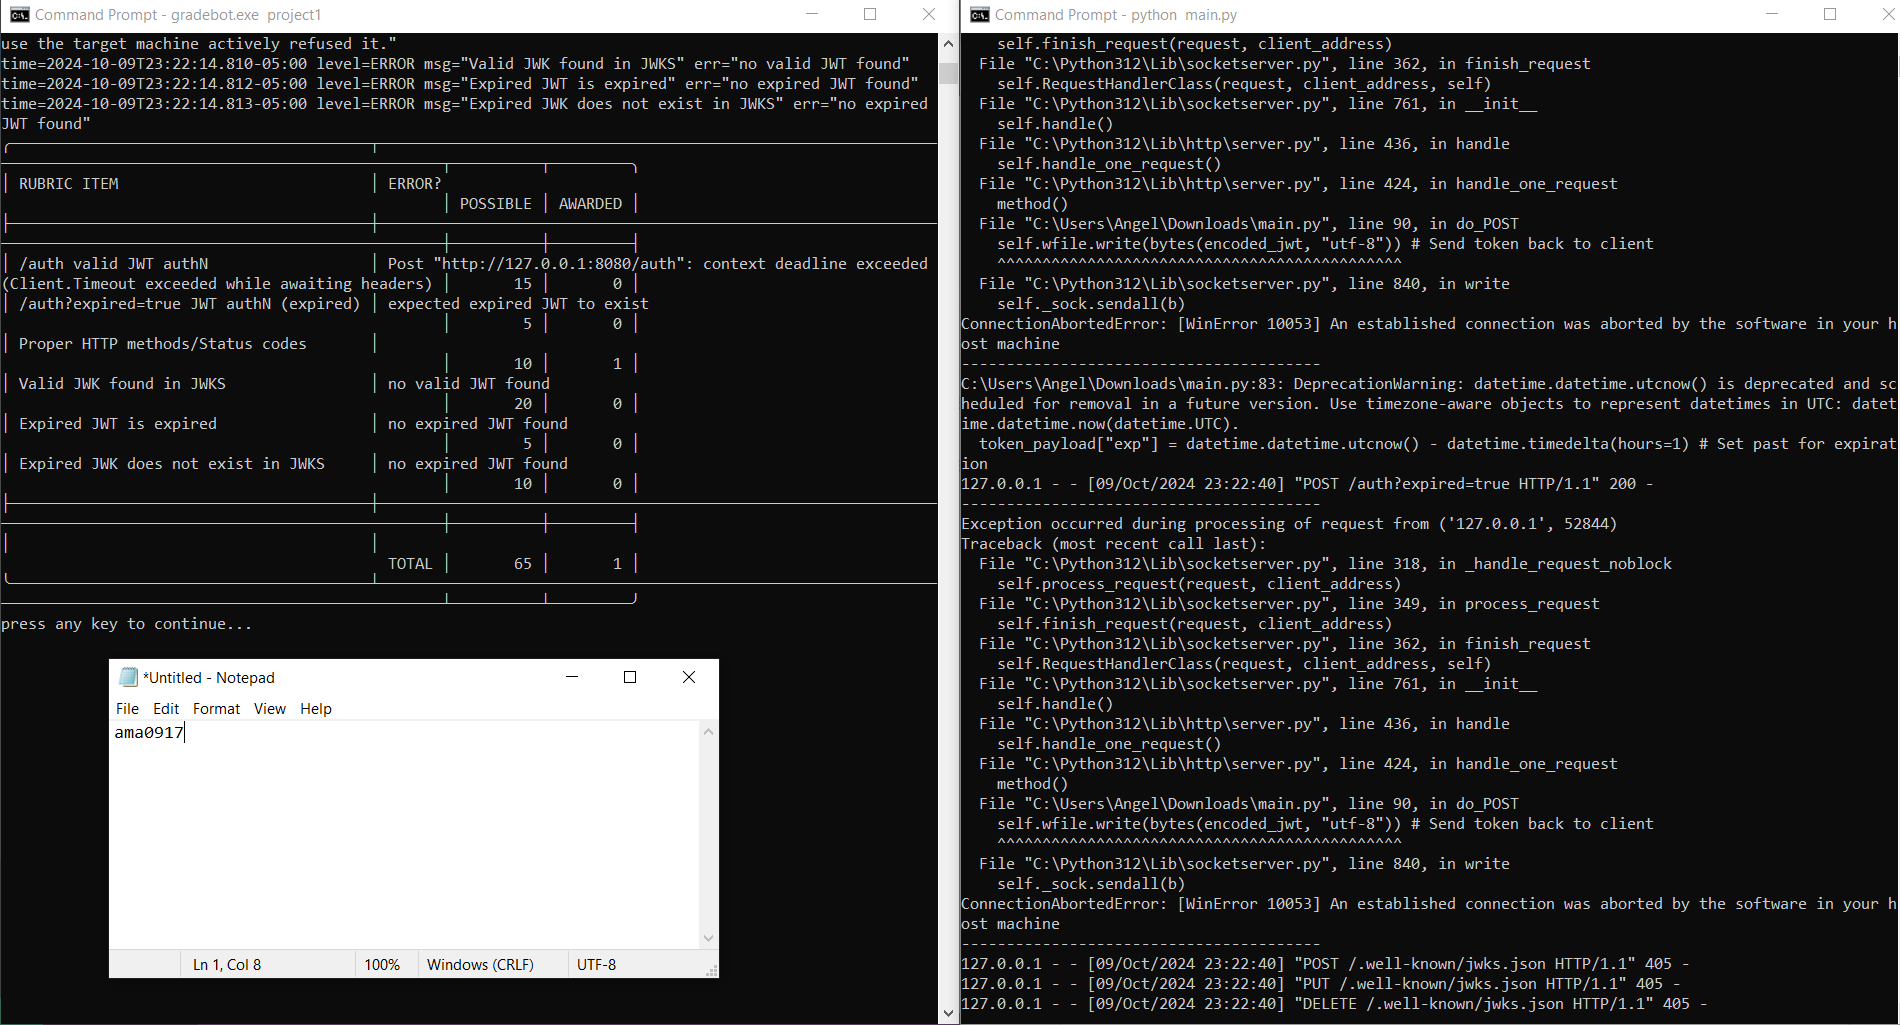 Command Prompt - gradebot.exe  project1
use the target machine actively refused it."
time=2024-10-09T23:22:14.810-05:00 level=ERROR msg="Valid JWK found in JWKS" err="no valid JWT found"
time=2024-10-09T23:22:14.812-05:00 level=ERROR msg="Expired JWT is expired" err="no expired JWT found"
time=2024-10-09T23:22:14.813-05:00 level=ERROR msg="Expired JWK does not exist in JWKS" err="no expired
JWT found"
RUBRIC ITEM | ERROR?
| POSSIBLE | AWARDED |
/auth valid JWT authN | Post "http://127.0.0.1:8080/auth": context deadline exceeded
(Client.Timeout exceeded while awaiting headers) | 15 | 0 |
/auth?expired=true JWT authN (expired) | expected expired JWT to exist
| 5 | 0 |
Proper HTTP methods/Status codes |
| 10 | 1 |
Valid JWK found in JWKS | no valid JWT found
| 20 | 0 |
Expired JWT is expired | no expired JWT found
| 5 | 0 |
Expired JWK does not exist in JWKS | no expired JWT found
| 10 | 0 |
TOTAL | 65 | 1 |
press any key to continue...
*Untitled - Notepad
File Edit Format View Help
ama0917
Ln 1, Col 8 100% Windows (CRLF) UTF-8
Command Prompt - python  main.py
self.finish_request(request, client_address)
File "C:\Python312\Lib\socketserver.py", line 362, in finish_request
self.RequestHandlerClass(request, client_address, self)
File "C:\Python312\Lib\socketserver.py", line 761, in __init__
self.handle()
File "C:\Python312\Lib\http\server.py", line 436, in handle
self.handle_one_request()
File "C:\Python312\Lib\http\server.py", line 424, in handle_one_request
method()
File "C:\Users\Angel\Downloads\main.py", line 90, in do_POST
self.wfile.write(bytes(encoded_jwt, "utf-8")) # Send token back to client
^^^^^^^^^^^^^^^^^^^^^^^^^^^^^^^^^^^^^^^^^^^^^
File "C:\Python312\Lib\socketserver.py", line 840, in write
self._sock.sendall(b)
ConnectionAbortedError: [WinError 10053] An established connection was aborted by the software in your h
ost machine
----------------------------------------
C:\Users\Angel\Downloads\main.py:83: DeprecationWarning: datetime.datetime.utcnow() is deprecated and sc
heduled for removal in a future version. Use timezone-aware objects to represent datetimes in UTC: datet
ime.datetime.now(datetime.UTC).
token_payload["exp"] = datetime.datetime.utcnow() - datetime.timedelta(hours=1) # Set past for expirat
ion
127.0.0.1 - - [09/Oct/2024 23:22:40] "POST /auth?expired=true HTTP/1.1" 200 -
----------------------------------------
Exception occurred during processing of request from ('127.0.0.1', 52844)
Traceback (most recent call last):
File "C:\Python312\Lib\socketserver.py", line 318, in _handle_request_noblock
self.process_request(request, client_address)
File "C:\Python312\Lib\socketserver.py", line 349, in process_request
self.finish_request(request, client_address)
File "C:\Python312\Lib\socketserver.py", line 362, in finish_request
self.RequestHandlerClass(request, client_address, self)
File "C:\Python312\Lib\socketserver.py", line 761, in __init__
self.handle()
File "C:\Python312\Lib\http\server.py", line 436, in handle
self.handle_one_request()
File "C:\Python312\Lib\http\server.py", line 424, in handle_one_request
method()
File "C:\Users\Angel\Downloads\main.py", line 90, in do_POST
self.wfile.write(bytes(encoded_jwt, "utf-8")) # Send token back to client
^^^^^^^^^^^^^^^^^^^^^^^^^^^^^^^^^^^^^^^^^^^^^
File "C:\Python312\Lib\socketserver.py", line 840, in write
self._sock.sendall(b)
ConnectionAbortedError: [WinError 10053] An established connection was aborted by the software in your h
ost machine
----------------------------------------
127.0.0.1 - - [09/Oct/2024 23:22:40] "POST /.well-known/jwks.json HTTP/1.1" 405 -
127.0.0.1 - - [09/Oct/2024 23:22:40] "PUT /.well-known/jwks.json HTTP/1.1" 405 -
127.0.0.1 - - [09/Oct/2024 23:22:40] "DELETE /.well-known/jwks.json HTTP/1.1" 405 -